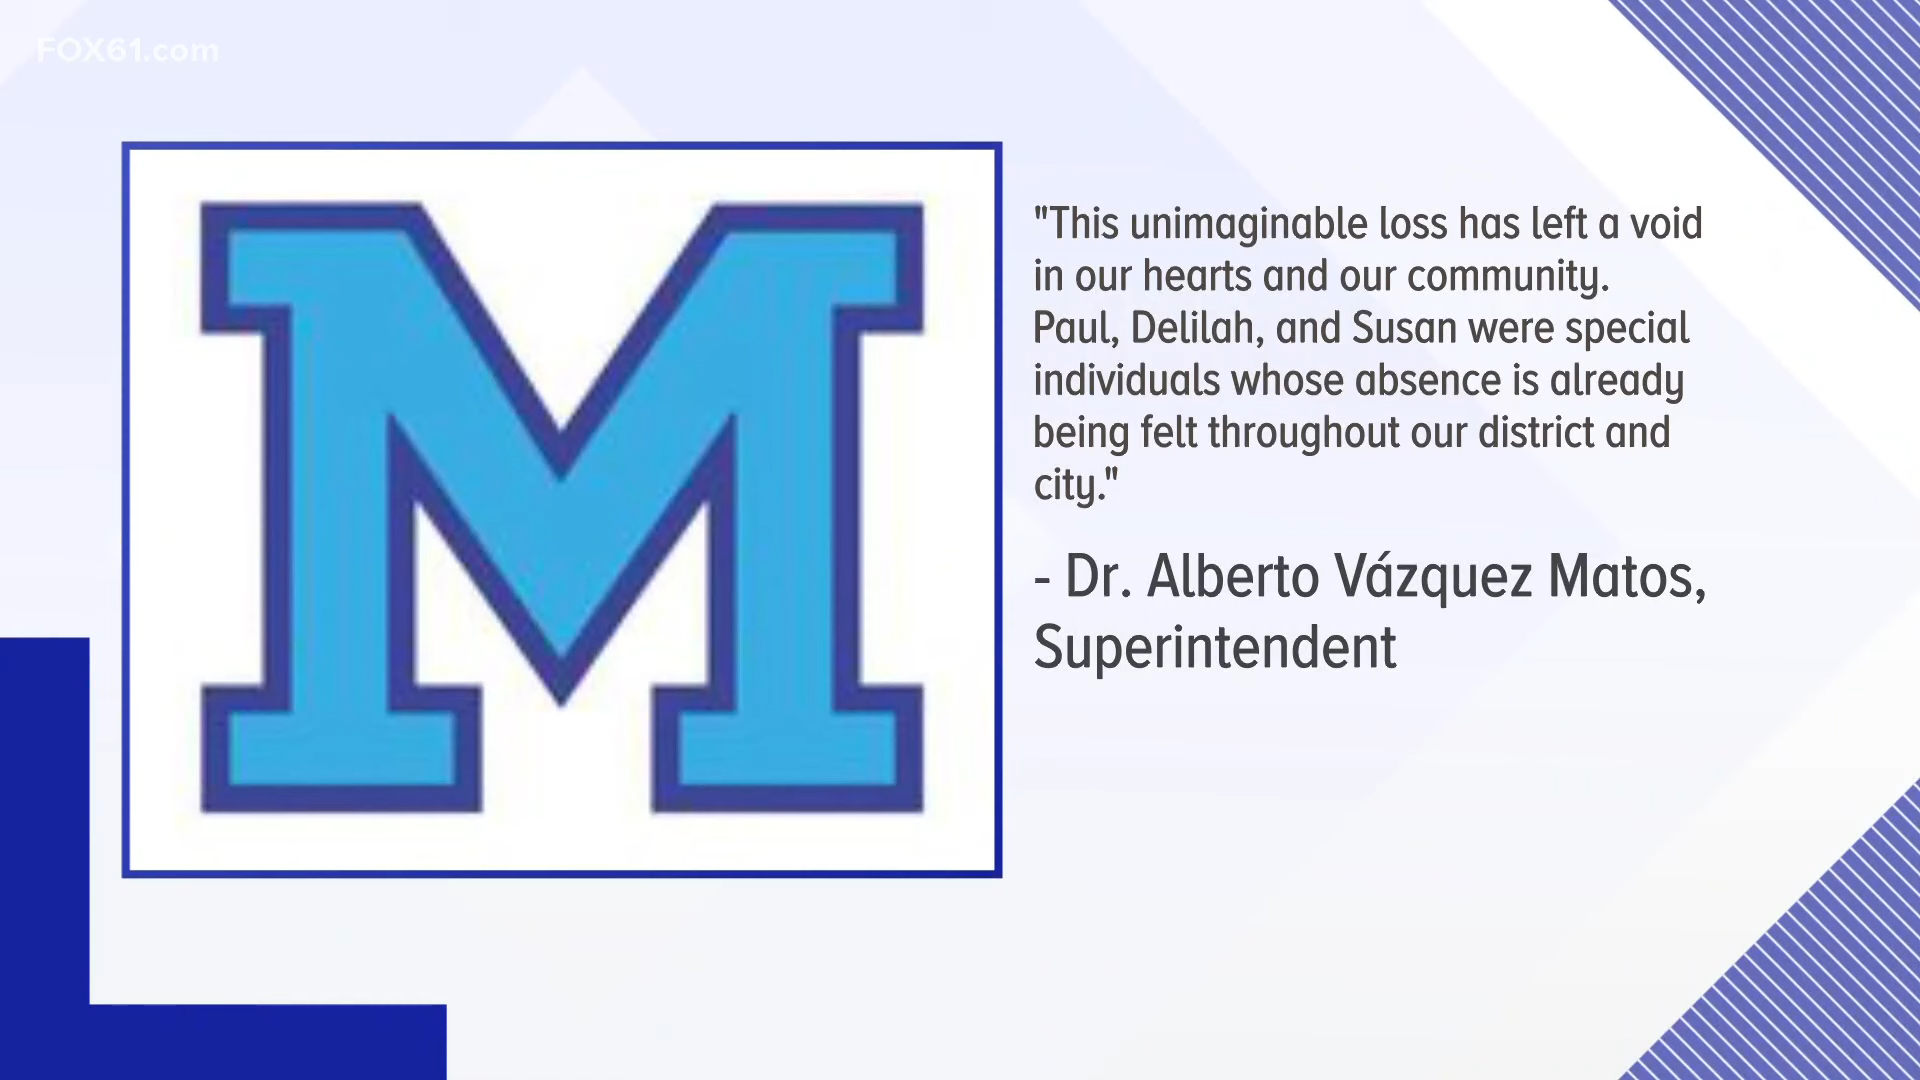 FOX61.com
M
"This unimaginable loss has left a void
in our hearts and our community.
Paul, Delilah, and Susan were special
individuals whose absence is already
being felt throughout our district and
city."
- Dr. Alberto Vázquez Matos,
Superintendent